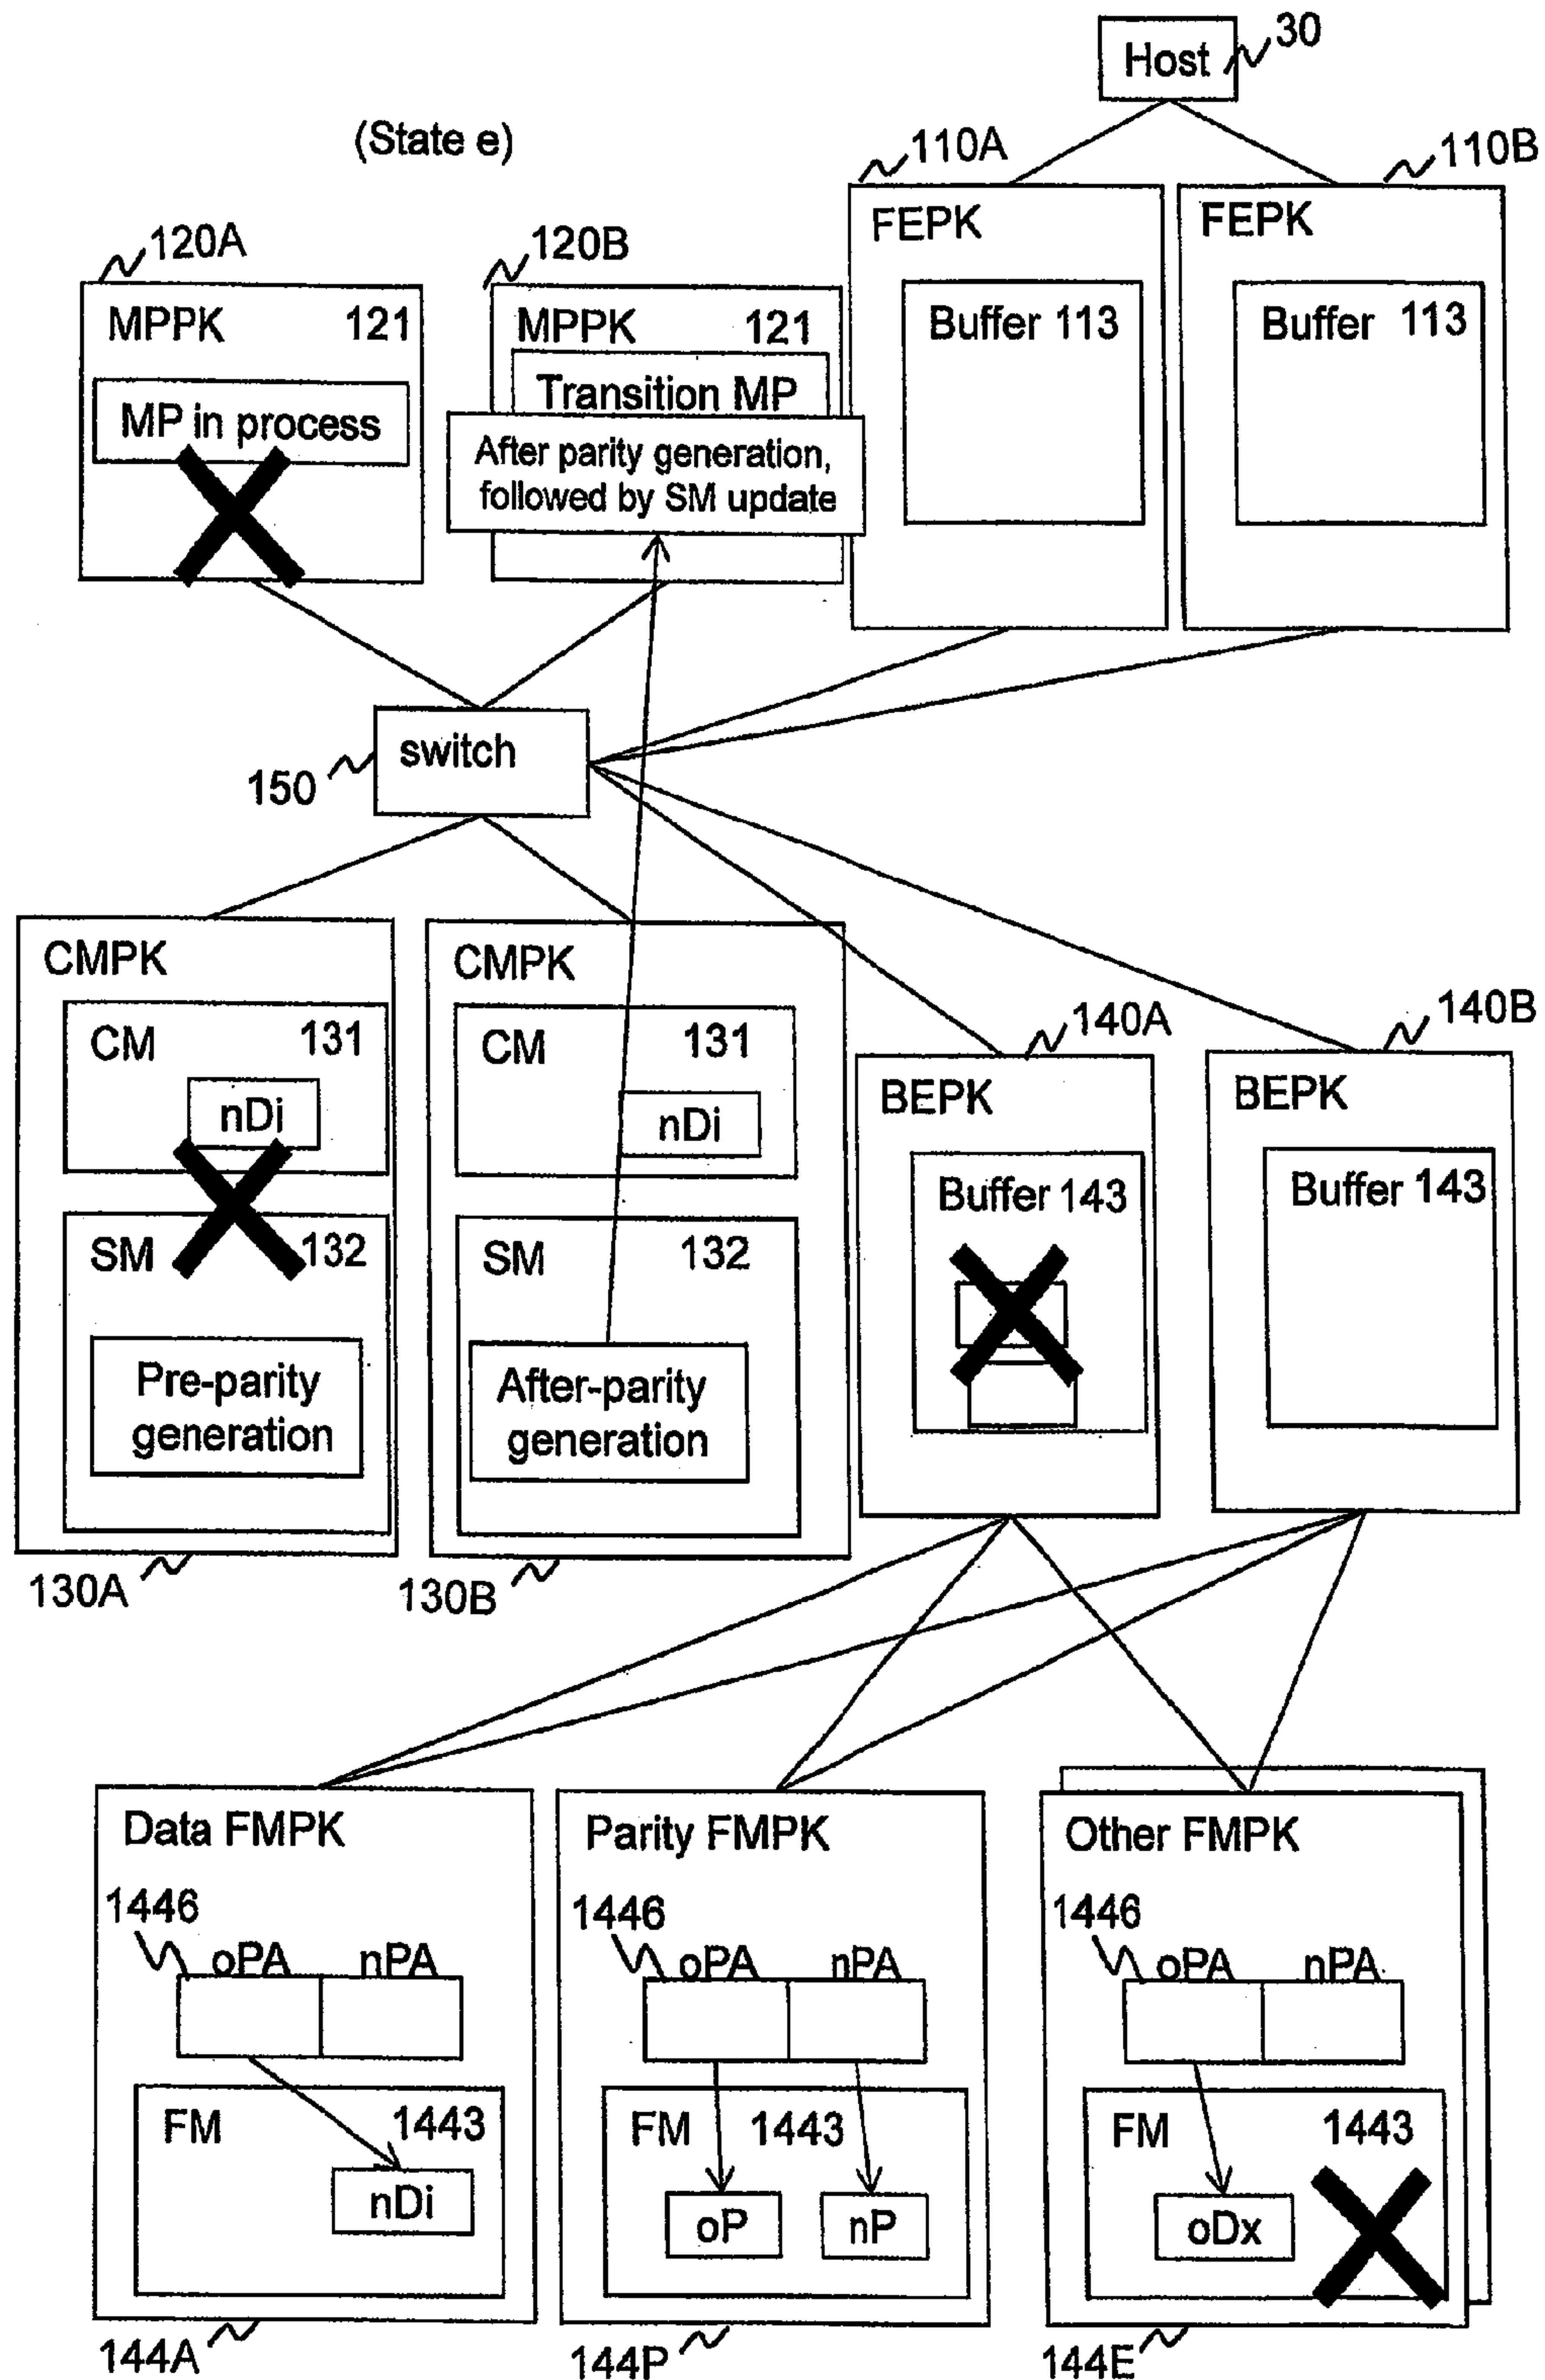 Host 30
(State e)
110A
110B
120A
120B
FEPK
FEPK
MPPK 121
MPPK 121
Buffer 113
Buffer 113
MP in process
Transition MP
After parity generation,
followed by SM update
switch
150
CMPK
CMPK
140A
140B
CM 131
CM 131
BEPK
BEPK
nDi
nDi
Buffer 143
Buffer 143
SM 132
SM 132
Pre-parity
generation
After-parity
generation
130A
130B
Data FMPK
Parity FMPK
Other FMPK
1446
1446
1446
oPA nPA
oPA nPA
oPA nPA
FM 1443
FM 1443
FM 1443
nDi
oP
nP
oDx
144A
144P
144E